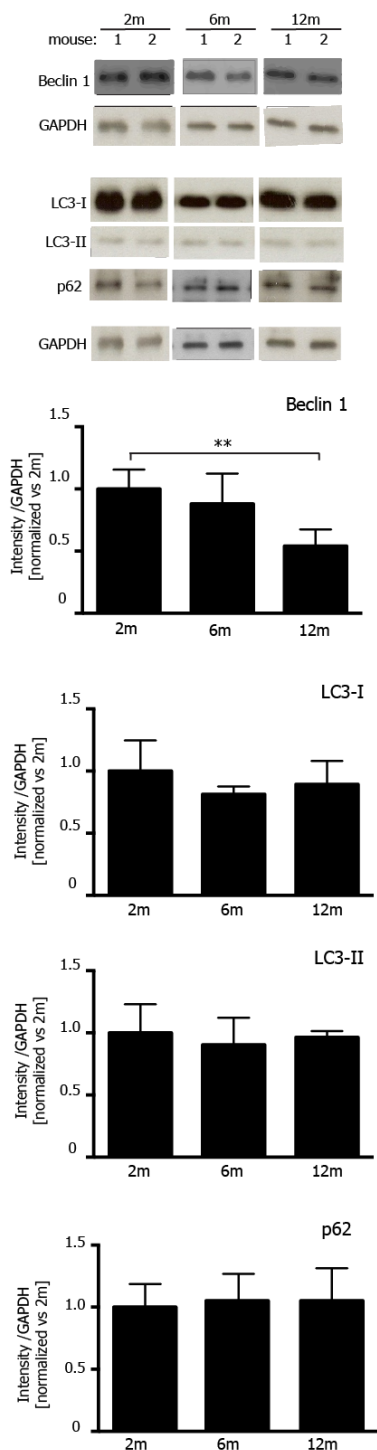 2m 6m 12m
mouse: 1 2 1 2 1 2
Beclin 1
GAPDH
LC3-I
LC3-II
p62
GAPDH
Beclin 1
Intensity /GAPDH
[normalized vs 2m]
1.5
**
1.0
0.5
0
2m 6m 12m
LC3-I
Intensity /GAPDH
[normalized vs 2m]
1.5
1.0
0.5
0
2m 6m 12m
LC3-II
Intensity /GAPDH
[normalized vs 2m]
1.5
1.0
0.5
0
2m 6m 12m
p62
Intensity /GAPDH
[normalized vs 2m]
1.5
1.0
0.5
0
2m 6m 12m